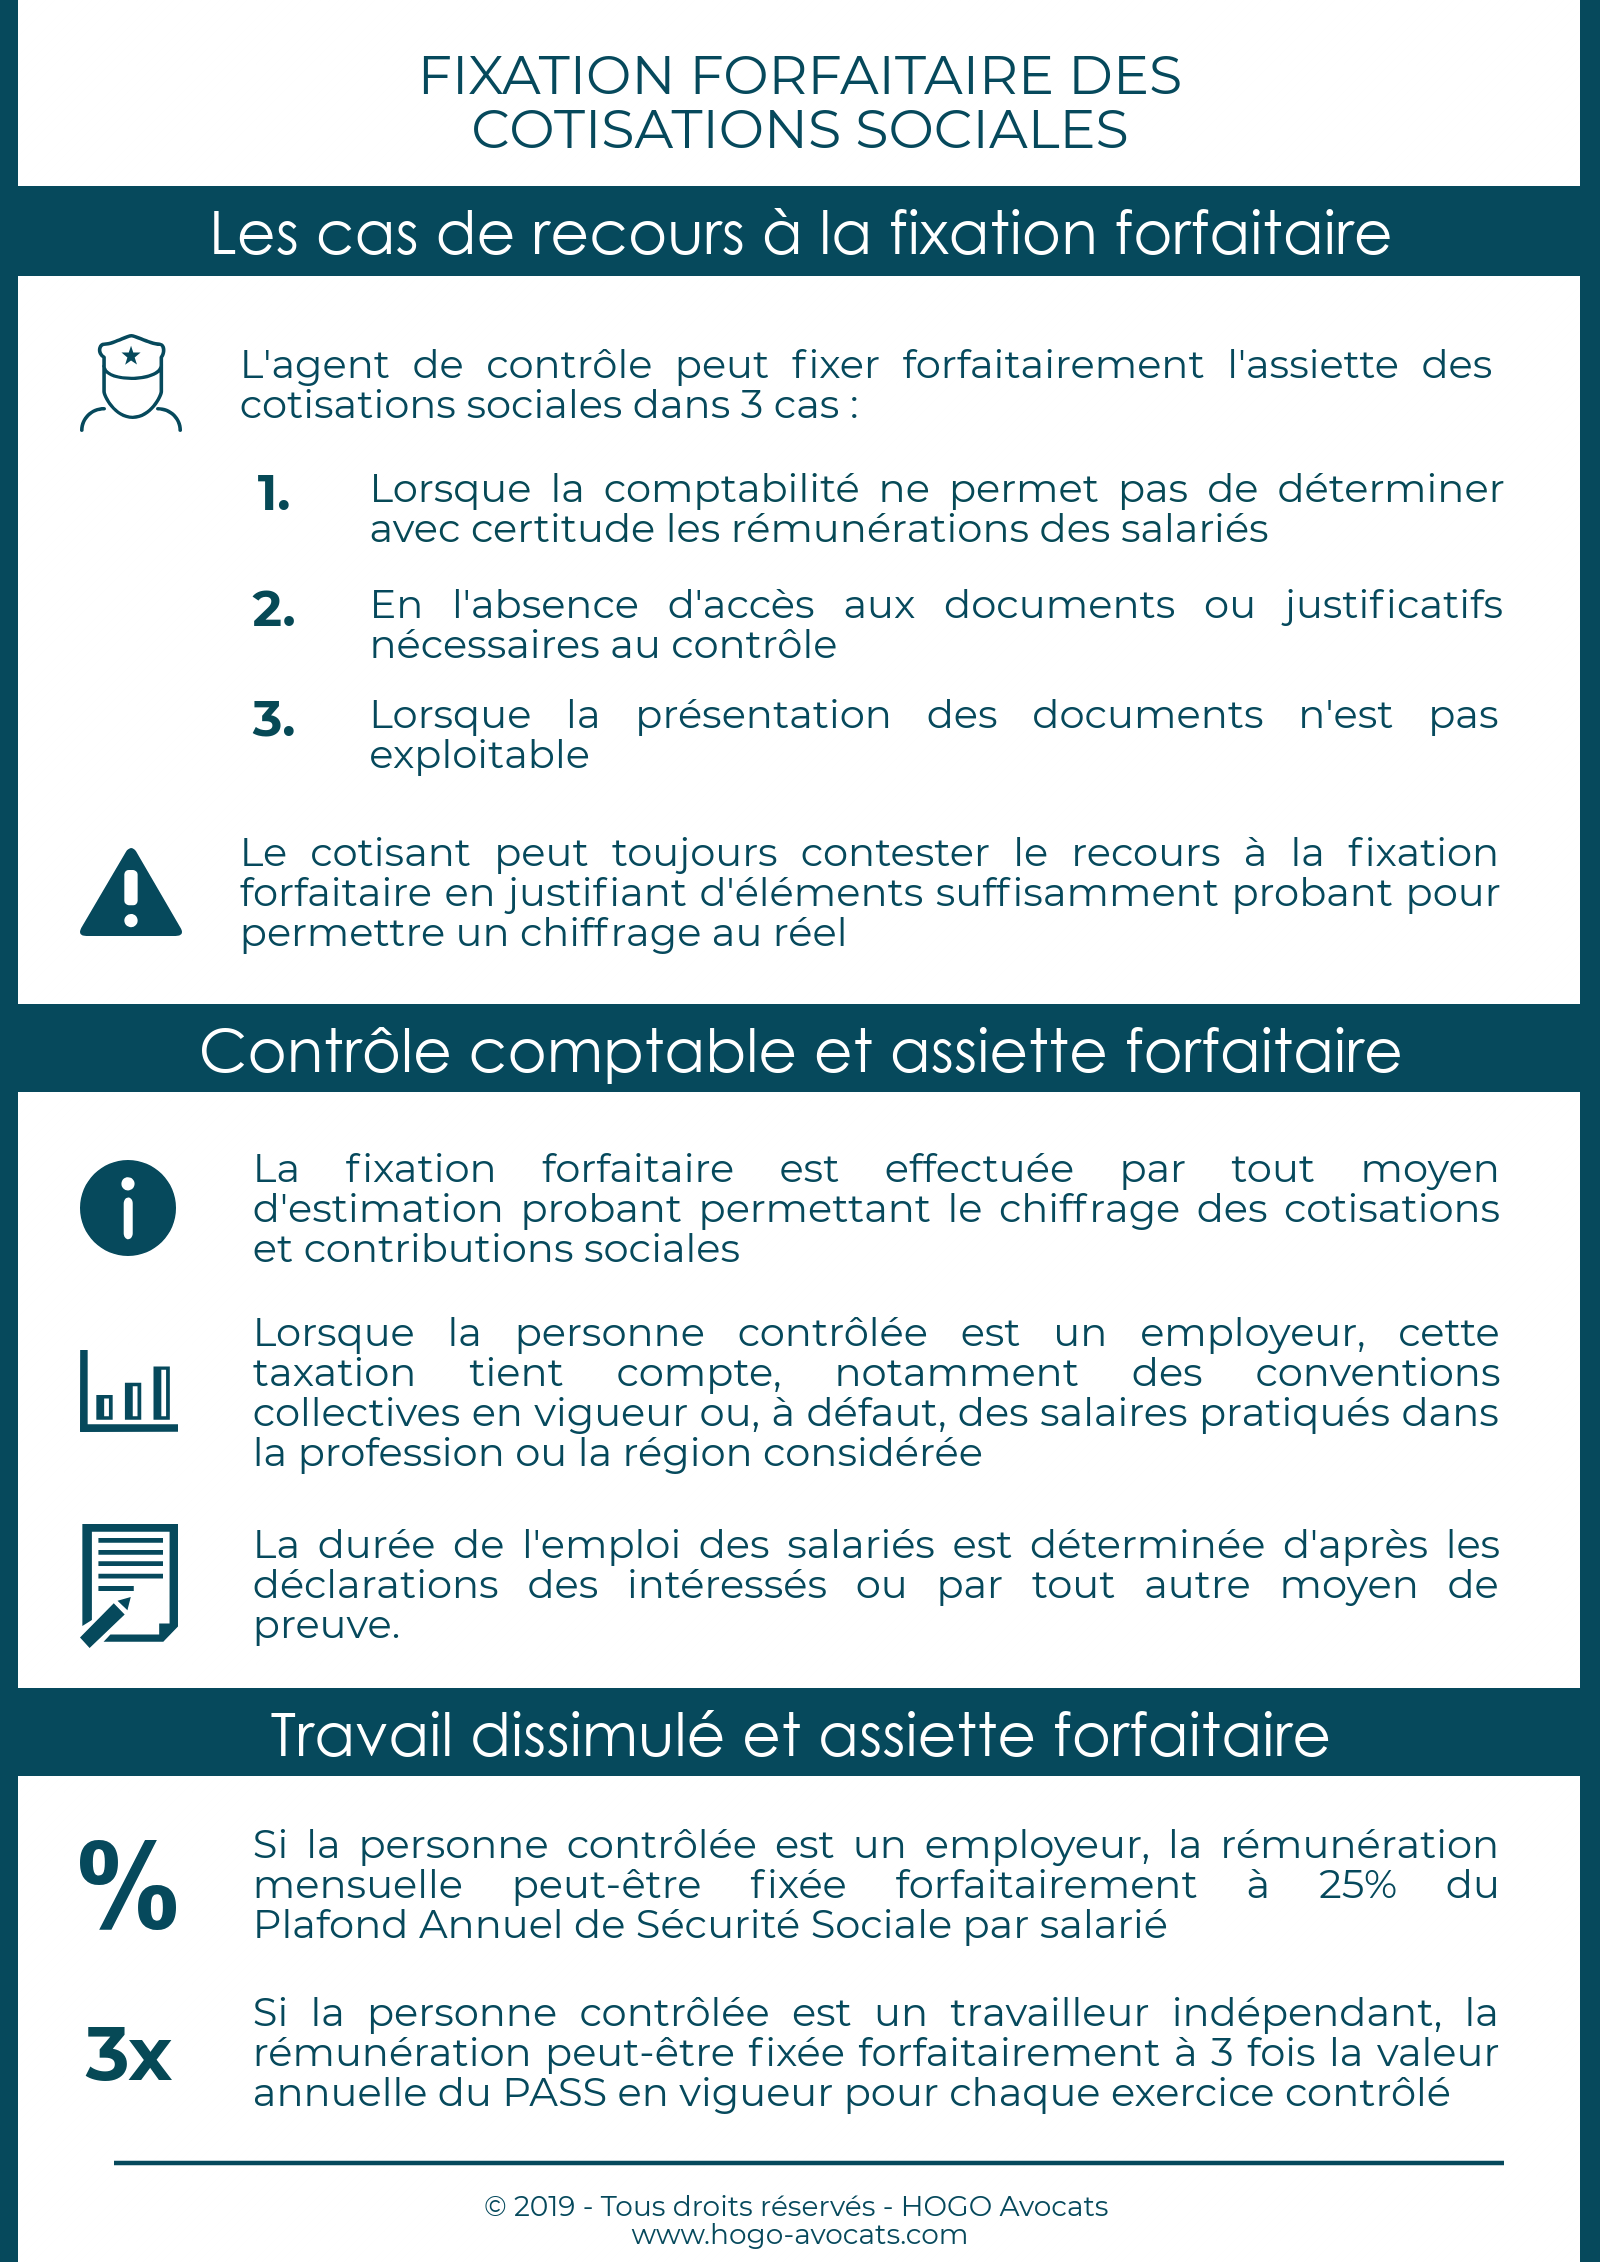 FIXATION FORFAITAIRE DES
COTISATIONS SOCIALES
Les cas de recours à la fixation forfaitaire
L'agent de contrôle peut fixer forfaitairement l'assiette des
cotisations sociales dans 3 cas :
1. Lorsque la comptabilité ne permet pas de déterminer
avec certitude les rémunérations des salariés
2. En l'absence d'accès aux documents ou justificatifs
nécessaires au contrôle
3. Lorsque la présentation des documents n'est pas
exploitable
Le cotisant peut toujours contester le recours à la fixation
forfaitaire en justifiant d'éléments suffisamment probant pour
permettre un chiffrage au réel
Contrôle comptable et assiette forfaitaire
La fixation forfaitaire est effectuée par tout moyen
d'estimation probant permettant le chiffrage des cotisations
et contributions sociales
Lorsque la personne contrôlée est un employeur, cette
taxation tient compte, notamment des conventions
collectives en vigueur ou, à défaut, des salaires pratiqués dans
la profession ou la région considérée
La durée de l'emploi des salariés est déterminée d'après les
déclarations des intéressés ou par tout autre moyen de
preuve.
Travail dissimulé et assiette forfaitaire
%
Si la personne contrôlée est un employeur, la rémunération
mensuelle peut-être fixée forfaitairement à 25% du
Plafond Annuel de Sécurité Sociale par salarié
3x
Si la personne contrôlée est un travailleur indépendant, la
rémunération peut-être fixée forfaitairement à 3 fois la valeur
annuelle du PASS en vigueur pour chaque exercice contrôlé
© 2019 - Tous droits réservés - HOGO Avocats
www.hogo-avocats.com